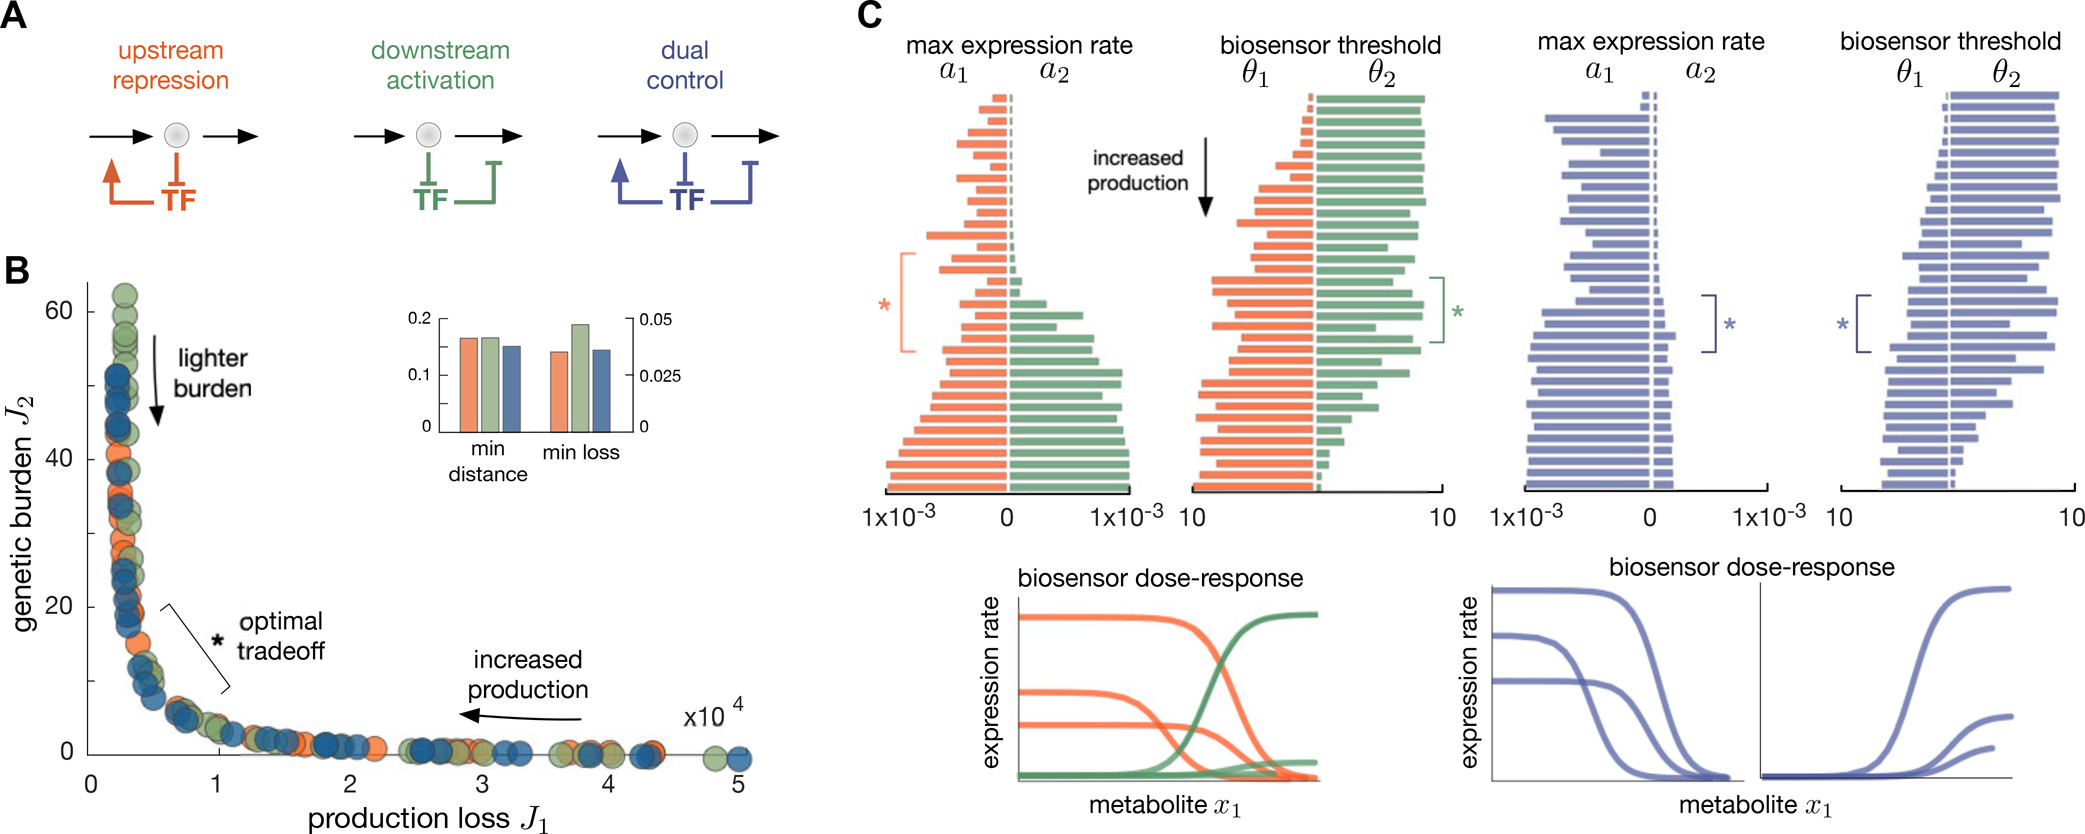 A
upstream
repression
downstream
activation
dual
control
TF
TF
TF
B
genetic burden J2
60
40
20
0
0
1
2
3
4
5
x10 4
production loss J1
lighter
burden
* optimal
tradeoff
increased
production
0.2
0.1
0
0.05
0.025
0
min
distance
min loss
C
max expression rate
a1 a2
biosensor threshold
θ1 θ2
max expression rate
a1 a2
biosensor threshold
θ1 θ2
increased
production
*
*
*
*
1x10-3 0 1x10-3
10 10
1x10-3 0 1x10-3
10 10
biosensor dose-response
expression rate
metabolite x1
biosensor dose-response
expression rate
metabolite x1